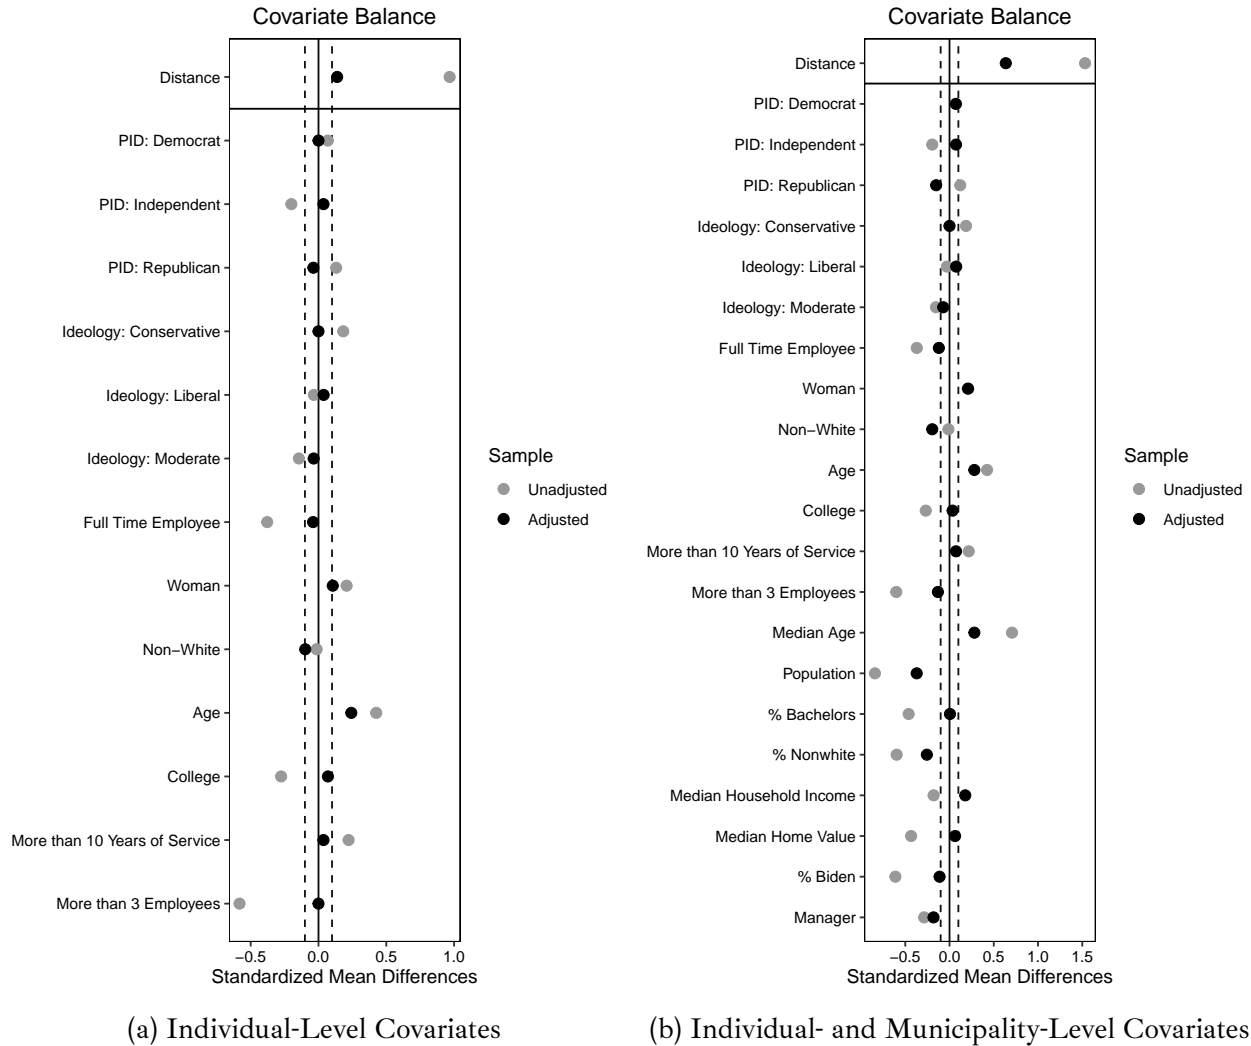 Covariate Balance
Distance
PID: Democrat
PID: Independent
PID: Republican
Ideology: Conservative
Ideology: Liberal
Ideology: Moderate
Full Time Employee
Woman
Non−White
Age
College
More than 10 Years of Service
More than 3 Employees
−0.5 0.0 0.5 1.0
Standardized Mean Differences
Sample
Unadjusted
Adjusted
(a) Individual-Level Covariates
Covariate Balance
Distance
PID: Democrat
PID: Independent
PID: Republican
Ideology: Conservative
Ideology: Liberal
Ideology: Moderate
Full Time Employee
Woman
Non−White
Age
College
More than 10 Years of Service
More than 3 Employees
Median Age
Population
% Bachelors
% Nonwhite
Median Household Income
Median Home Value
% Biden
Manager
−0.5 0.0 0.5 1.0 1.5
Standardized Mean Differences
Sample
Unadjusted
Adjusted
(b) Individual- and Municipality-Level Covariates